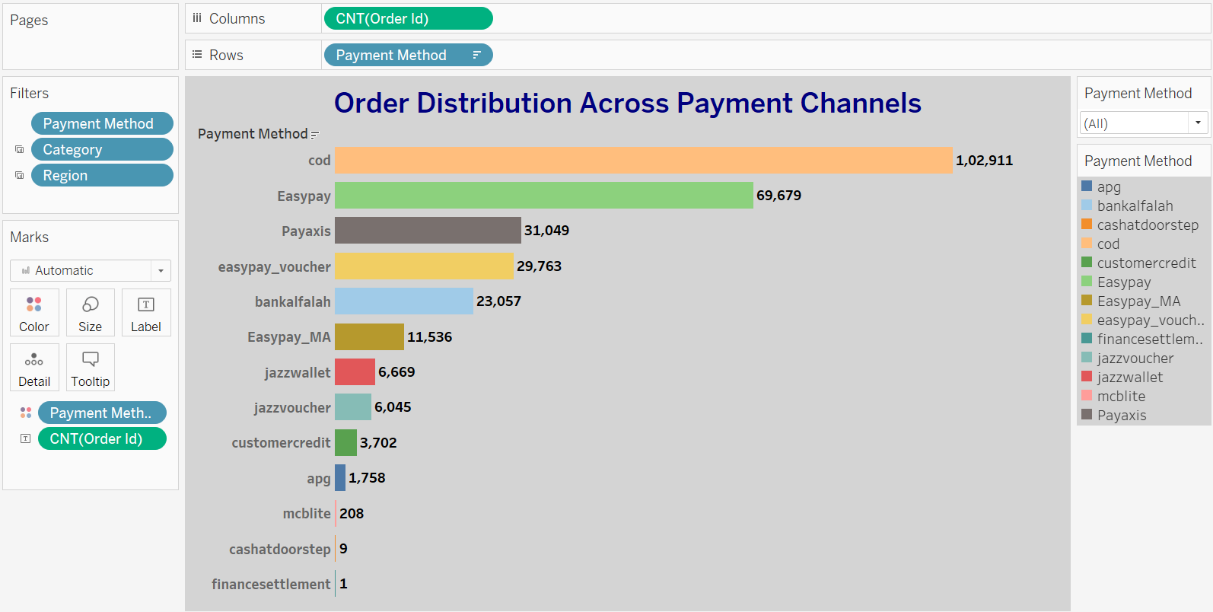 Pages
Columns
CNT(Order Id)
Rows
Payment Method
Filters
Payment Method
Category
Region
Marks
Automatic
Color
Size
Label
Detail
Tooltip
Payment Meth..
CNT(Order Id)
Order Distribution Across Payment Channels
Payment Method
cod 1,02,911
Easypay 69,679
Payaxis 31,049
easypay_voucher 29,763
bankalfalah 23,057
Easypay_MA 11,536
jazzwallet 6,669
jazzvoucher 6,045
customercredit 3,702
apg 1,758
mcblite 208
cashatdoorstep 9
financesettlement 1
Payment Method
(All)
Payment Method
apg
bankalfalah
cashatdoorstep
cod
customercredit
Easypay
Easypay_MA
easypay_vouch..
financesettlem..
jazzvoucher
jazzwallet
mcblite
Payaxis